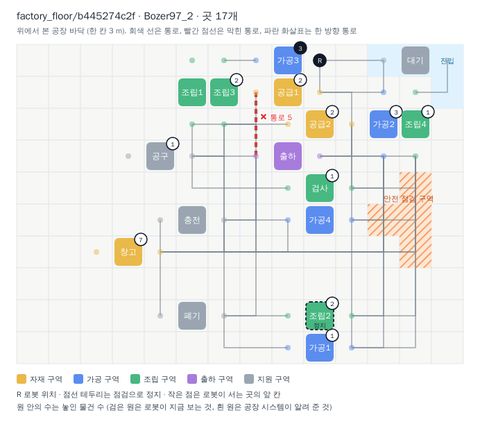 factory_floor/b445274c2f · Bozer97_2 · 곳 17개
위에서 본 공장 바닥 (한 칸 3 m). 회색 선은 통로, 빨간 점선은 막힌 통로, 파란 화살표는 한 방향 통로
3
가공3
R
대기
전립
2
2
2
조립1
조립3
공급1
✖ 통로 5
2
3
1
공급2
가공2
조립4
1
공구
출하
1
검사
안전 점검 구역
충전
가공4
7
창고
2
폐기
조립2
정지
1
가공1
자재 구역
가공 구역
조립 구역
출하 구역
지원 구역
R 로봇 위치 · 점선 테두리는 점검으로 정지 · 작은 점은 로봇이 서는 곳의 앞 칸
원 안의 수는 놓인 물건 수 (검은 원은 로봇이 지금 보는 것, 흰 원은 공장 시스템이 알려 준 것)